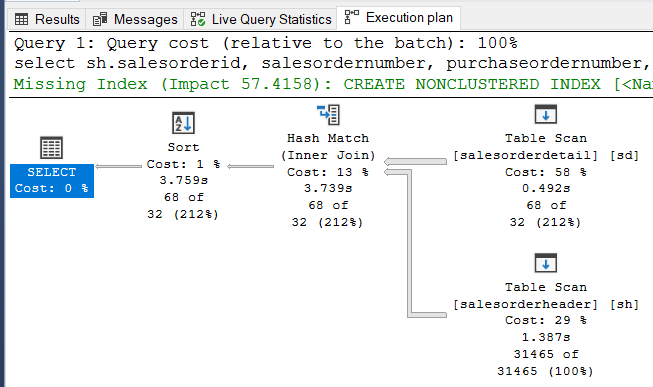 Results Messages Live Query Statistics Execution plan
Query 1: Query cost (relative to the batch): 100%
select sh.salesorderid, salesordernumber, purchaseordernumber,
Missing Index (Impact 57.4158): CREATE NONCLUSTERED INDEX [<Na
SELECT
Cost: 0 %
Sort
Cost: 1 %
3.759s
68 of
32 (212%)
Hash Match
(Inner Join)
Cost: 13 %
3.739s
68 of
32 (212%)
Table Scan
[salesorderdetail] [sd]
Cost: 58 %
0.492s
68 of
32 (212%)
Table Scan
[salesorderheader] [sh]
Cost: 29 %
1.387s
31465 of
31465 (100%)